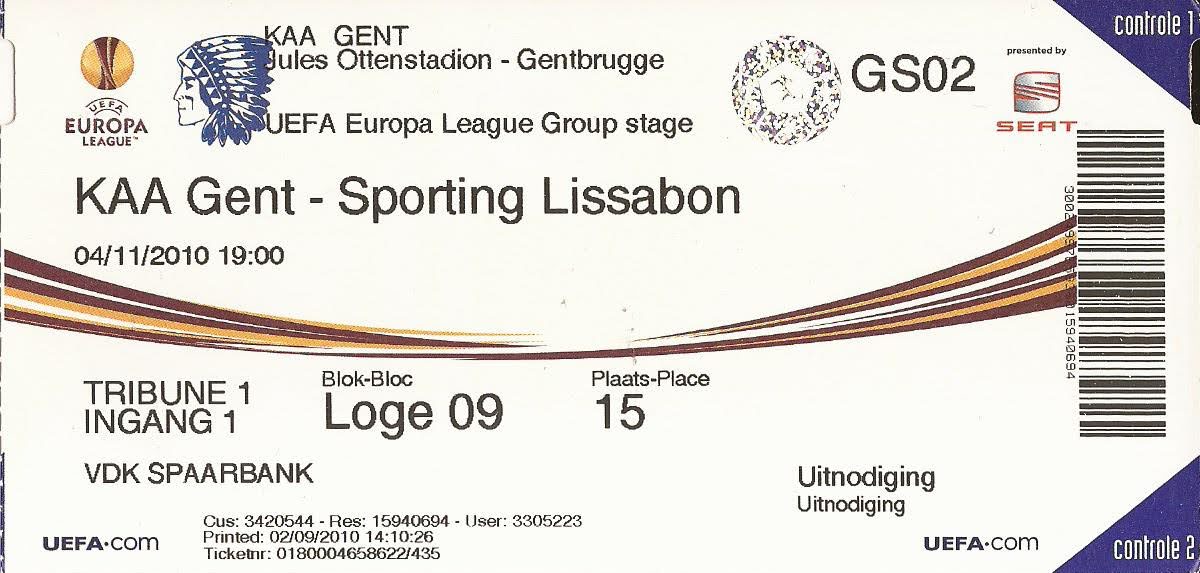 KAA GENT
Jules Ottenstadion - Gentbrugge
UEFA Europa League Group stage
UEFA
EUROPA
LEAGUE™
GS02
presented by
SEAT
controle 1
KAA Gent - Sporting Lissabon
04/11/2010 19:00
TRIBUNE 1
INGANG 1
Blok-Bloc
Loge 09
Plaats-Place
15
VDK SPAARBANK
Uitnodiging
Uitnodiging
Cus: 3420544 - Res: 15940694 - User: 3305223
Printed: 02/09/2010 14:10:26
Ticketnr: 0180004658622/435
UEFA•com
UEFA•com
controle 2